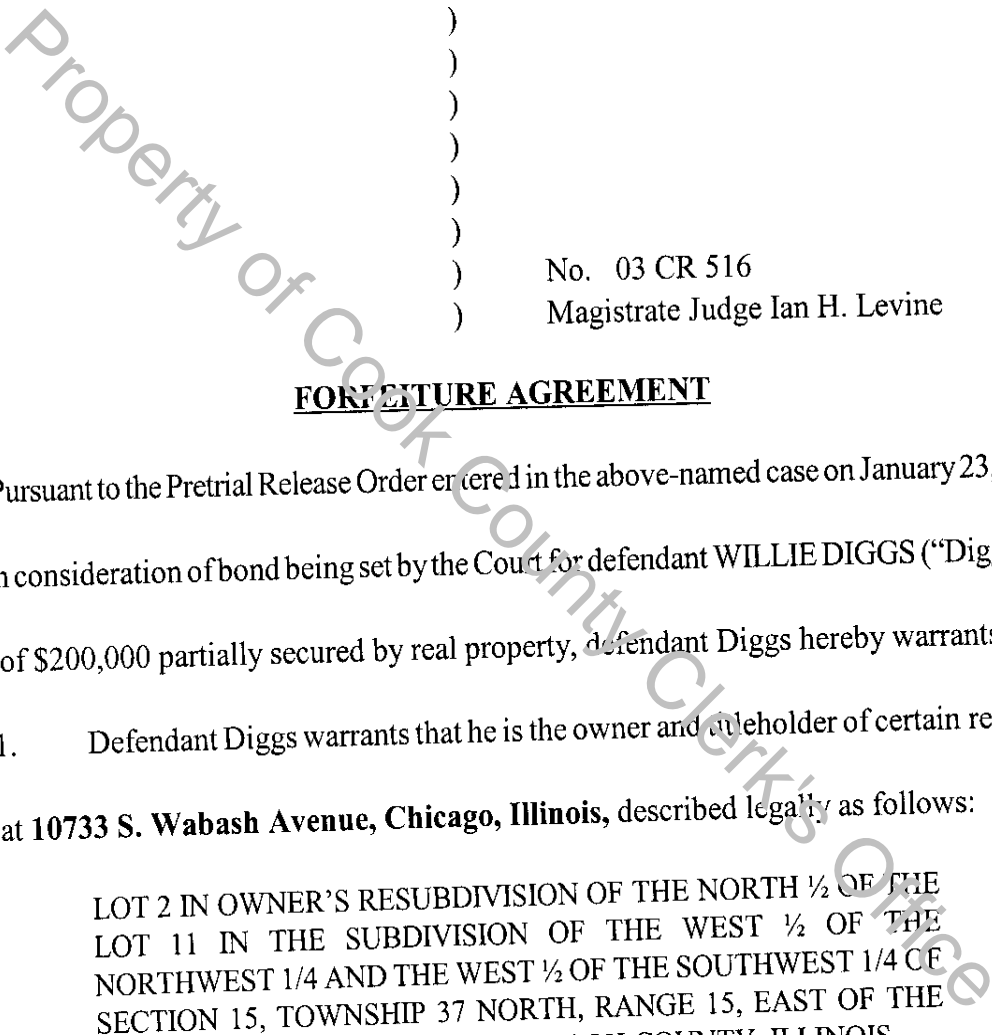 )
)
)
)
)
)
) No. 03 CR 516
) Magistrate Judge Ian H. Levine
FORFEITURE AGREEMENT
Pursuant to the Pretrial Release Order entered in the above-named case on January 23,
n consideration of bond being set by the Court for defendant WILLIE DIGGS ("Dig
of $200,000 partially secured by real property, defendant Diggs hereby warrants
1. Defendant Diggs warrants that he is the owner and titleholder of certain re
at 10733 S. Wabash Avenue, Chicago, Illinois, described legally as follows:
LOT 2 IN OWNER'S RESUBDIVISION OF THE NORTH ½ OF THE
LOT 11 IN THE SUBDIVISION OF THE WEST ½ OF THE
NORTHWEST 1/4 AND THE WEST ½ OF THE SOUTHWEST 1/4 OF
SECTION 15, TOWNSHIP 37 NORTH, RANGE 15, EAST OF THE
COUNTY, ILLINOIS
Property of Cook County Clerk's Office